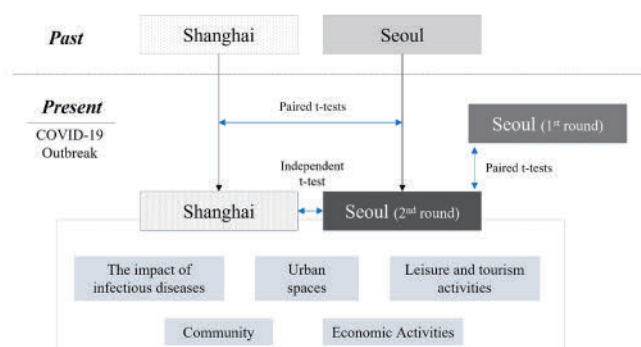 Past
Shanghai
Seoul
Present
COVID-19
Outbreak
Paired t-tests
Seoul (1st round)
Independent
t-test
Paired t-tests
Shanghai
Seoul (2nd round)
The impact of
infectious diseases
Urban
spaces
Leisure and tourism
activities
Community
Economic Activities